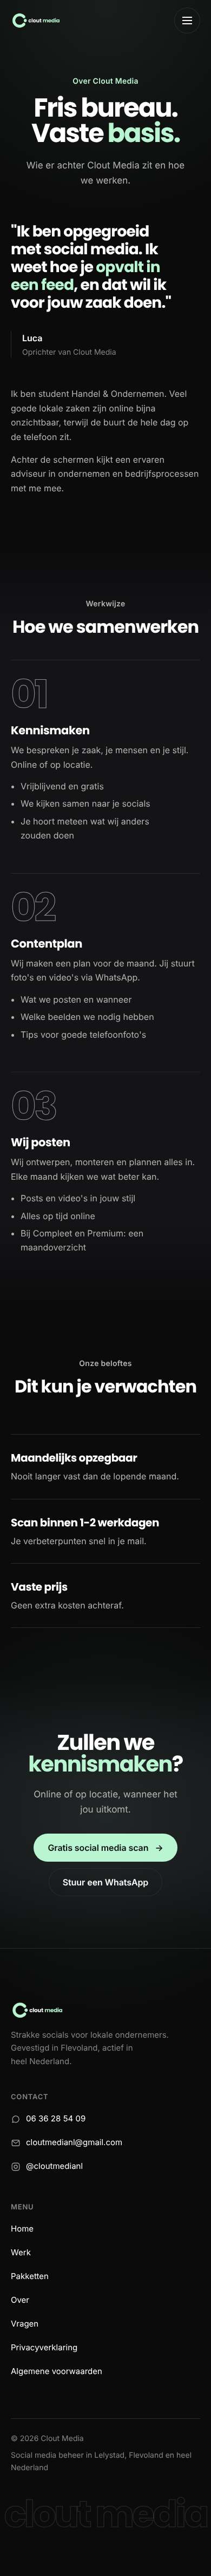 clout media
Over Clout Media
Fris bureau.
Vaste basis.
Wie er achter Clout Media zit en hoe
we werken.
"Ik ben opgegroeid
met social media. Ik
weet hoe je opvalt in
een feed, en dat wil ik
voor jouw zaak doen."
Luca
Oprichter van Clout Media
Ik ben student Handel & Ondernemen. Veel
goede lokale zaken zijn online bijna
onzichtbaar, terwijl de buurt de hele dag op
de telefoon zit.
Achter de schermen kijkt een ervaren
adviseur in ondernemen en bedrijfsprocessen
met me mee.
Werkwijze
Hoe we samenwerken
01
Kennismaken
We bespreken je zaak, je mensen en je stijl.
Online of op locatie.
• Vrijblijvend en gratis
• We kijken samen naar je socials
• Je hoort meteen wat wij anders
zouden doen
02
Contentplan
Wij maken een plan voor de maand. Jij stuurt
foto's en video's via WhatsApp.
• Wat we posten en wanneer
• Welke beelden we nodig hebben
• Tips voor goede telefoonfoto's
03
Wij posten
Wij ontwerpen, monteren en plannen alles in.
Elke maand kijken we wat beter kan.
• Posts en video's in jouw stijl
• Alles op tijd online
• Bij Compleet en Premium: een
maandoverzicht
Onze beloftes
Dit kun je verwachten
Maandelijks opzegbaar
Nooit langer vast dan de lopende maand.
Scan binnen 1-2 werkdagen
Je verbeterpunten snel in je mail.
Vaste prijs
Geen extra kosten achteraf.
Zullen we
kennismaken?
Online of op locatie, wanneer het
jou uitkomt.
Gratis social media scan →
Stuur een WhatsApp
clout media
Strakke socials voor lokale ondernemers.
Gevestigd in Flevoland, actief in
heel Nederland.
CONTACT
06 36 28 54 09
cloutmedianl@gmail.com
@cloutmedianl
MENU
Home
Werk
Pakketten
Over
Vragen
Privacyverklaring
Algemene voorwaarden
© 2026 Clout Media
Social media beheer in Lelystad, Flevoland en heel
Nederland
clout media